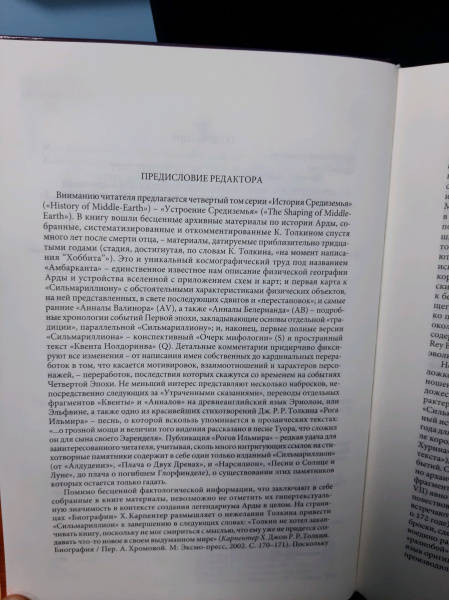 ПРЕДИСЛОВИЕ РЕДАКТОРА
Вниманию читателя предлагается четвертый том серии «История Средиземья»
(«History of Middle-Earth») – «Устроение Средиземья» («The Shaping of Middle-
Earth»). В книгу вошли бесценные архивные материалы по истории Арды, со-
бранные, систематизированные и откомментированные К. Толкином спустя
много лет после смерти отца, – материалы, датируемые приблизительно тридца-
тыми годами (стадия, достигнутая, по словам К. Толкина, «на момент написа-
ния "Хоббита"»). Это и уникальный космографический труд под названием
«Амбарканта» – единственное известное нам описание физической географии
Арды и устройства вселенной с приложением схем и карт; и первая карта к
«Сильмариллиону» с обстоятельными характеристиками физических объектов,
на ней представленных, в свете последующих сдвигов и «перестановок»; и самые
ранние «Анналы Валинора» (AV), а также «Анналы Белерианда» (AB) – подроб-
ные хронологии событий Первой эпохи, закладывающие основы отдельной «тра-
диции», параллельной «Сильмариллиону»; и, наконец, первые полные версии
«Сильмариллиона» – конспективный «Очерк мифологии» (S) и пространный
текст «Квента Нолдоринва» (Q). Детальные комментарии придирчиво фикси-
руют все изменения – от написания имен собственных до кардинальных перера-
боток в том, что касается мотивировок, взаимоотношений и характеров персо-
нажей, – переработок, последствия которых скажутся со временем на событиях
Четвертой Эпохи. Не меньший интерес представляют несколько набросков, не-
посредственно следующих за «Утраченными сказаниями», переводы отдельных
фрагментов «Квенты» и «Анналов» на древнеанглийский язык Эриолом, или
Эльфвине, а также одно из красивейших стихотворений Дж. Р. Р. Толкина «Рога
Ильмира» – песнь, о которой вскользь упоминается в прозаических текстах:
«...о грозной мощи и величии того видения рассказано в песне Туора, что сложил
он для сына своего Эаренделя». Публикация «Рогов Ильмира» – редкая удача для
заинтересованного читателя, учитывая, сколько интригующих ссылок на сти-
хотворные памятники содержит в себе один только изданный «Сильмариллион»
(от «Алдудениэ», «Плача о Двух Древах», и «Нарсилион», «Песни о Солнце и
Луне», до плача о погибшем Глорфинделе), о существовании этих памятников
которых остается только гадать.
Помимо бесценной фактологической информации, что заключают в себе
собранные в книге материалы, невозможно не отметить их гипертекстуаль-
ную значимость в контексте создания легендариума Арда в целом. На страни-
цах «Биографии» Х. Карпентер размышляет о нежелании Толкина привести
«Сильмариллион» к завершению в следующих словах: «Толкин не хотел закан-
чивать книгу, поскольку не мог смириться с мыслью, что ему уже не придется соз-
давать что-то новое в своем выдуманном мире» (Карпентер Х. Джон Р. Р. Толкин.
Биография / Пер. А. Хромовой. М: Эксмо-пресс, 2002. С. 170–171). Поскольку